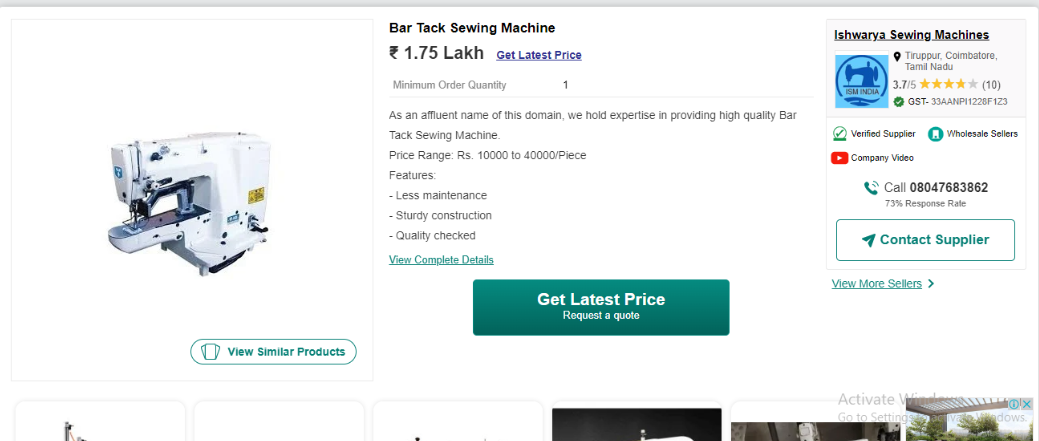 Bar Tack Sewing Machine
₹ 1.75 Lakh Get Latest Price
Minimum Order Quantity 1
As an affluent name of this domain, we hold expertise in providing high quality Bar
Tack Sewing Machine.
Price Range: Rs. 10000 to 40000/Piece
Features:
- Less maintenance
- Sturdy construction
- Quality checked
View Complete Details
Get Latest Price
Request a quote
View Similar Products
Ishwarya Sewing Machines
ISM INDIA
Tiruppur, Coimbatore,
Tamil Nadu
3.7/5 (10)
GST- 33AANPI1228F1Z3
Verified Supplier Wholesale Sellers
Company Video
Call 08047683862
73% Response Rate
Contact Supplier
View More Sellers
Activate Windows
Go to Settings to activate Windows.